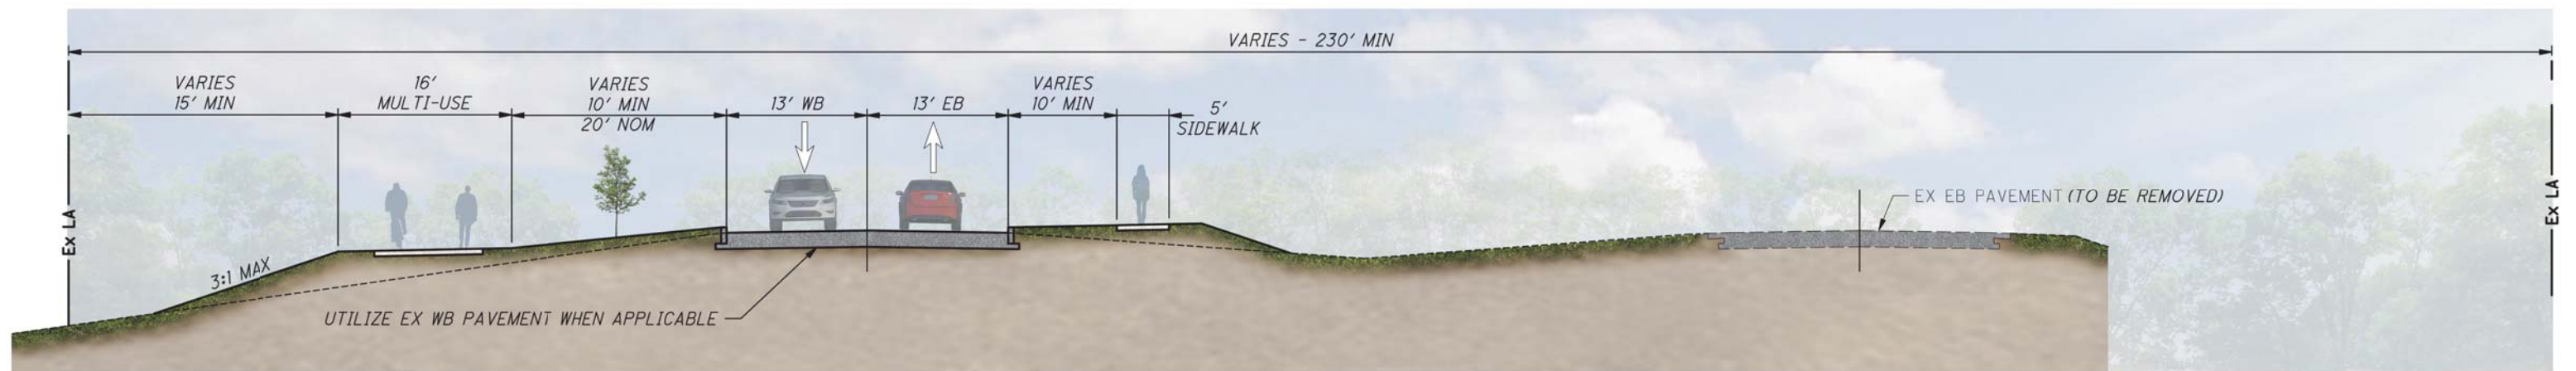 VARIES - 230' MIN
VARIES
15' MIN
16'
MULTI-USE
VARIES
10' MIN
20' NOM
13' WB
13' EB
VARIES
10' MIN
5'
SIDEWALK
Ex LA
3:1 MAX
UTILIZE EX WB PAVEMENT WHEN APPLICABLE
EX EB PAVEMENT (TO BE REMOVED)
Ex LA